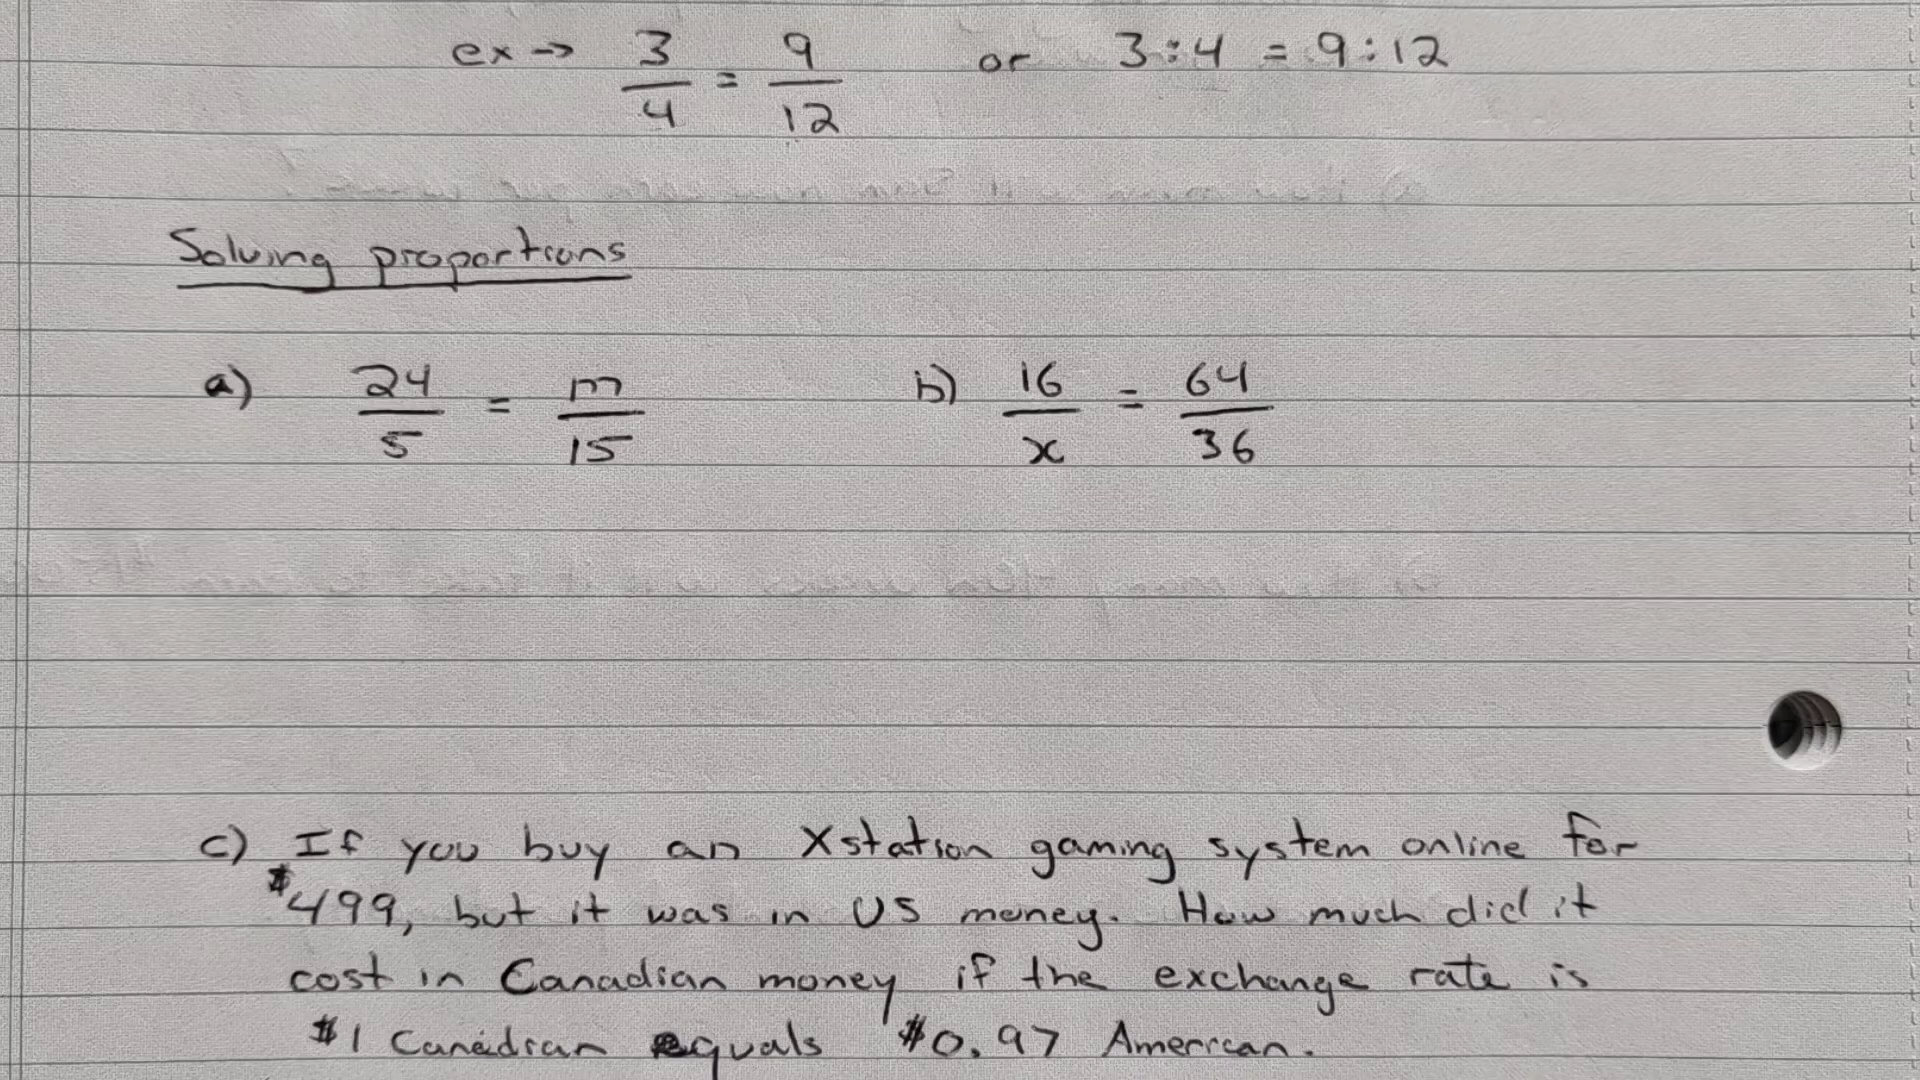 ex → 3/4 = 9/12 or 3:4 = 9:12
Solving proportions
a) 24/5 = m/15 b) 16/x = 64/36
c) If you buy an Xstation gaming system online for
$499, but it was in US money. How much did it
cost in Canadian money if the exchange rate is
$1 Canadian equals $0.97 American.